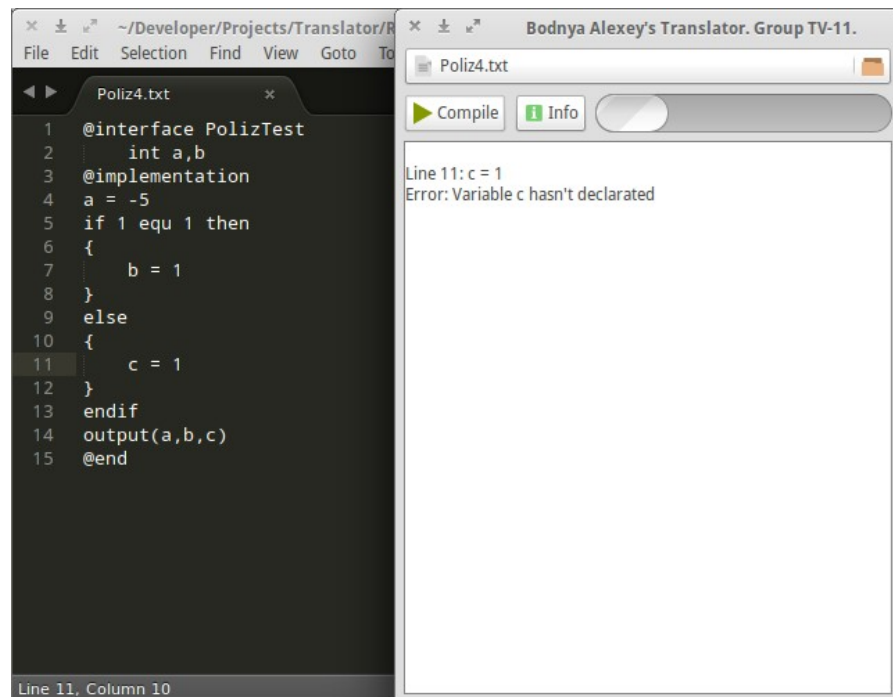 ~/Developer/Projects/Translator/R
File Edit Selection Find View Goto To
Poliz4.txt ×
1 @interface PolizTest
2 int a,b
3 @implementation
4 a = -5
5 if 1 equ 1 then
6 {
7 b = 1
8 }
9 else
10 {
11 c = 1
12 }
13 endif
14 output(a,b,c)
15 @end
Line 11, Column 10
Bodnya Alexey's Translator. Group TV-11.
Poliz4.txt
Compile Info
Line 11: c = 1
Error: Variable c hasn't declarated